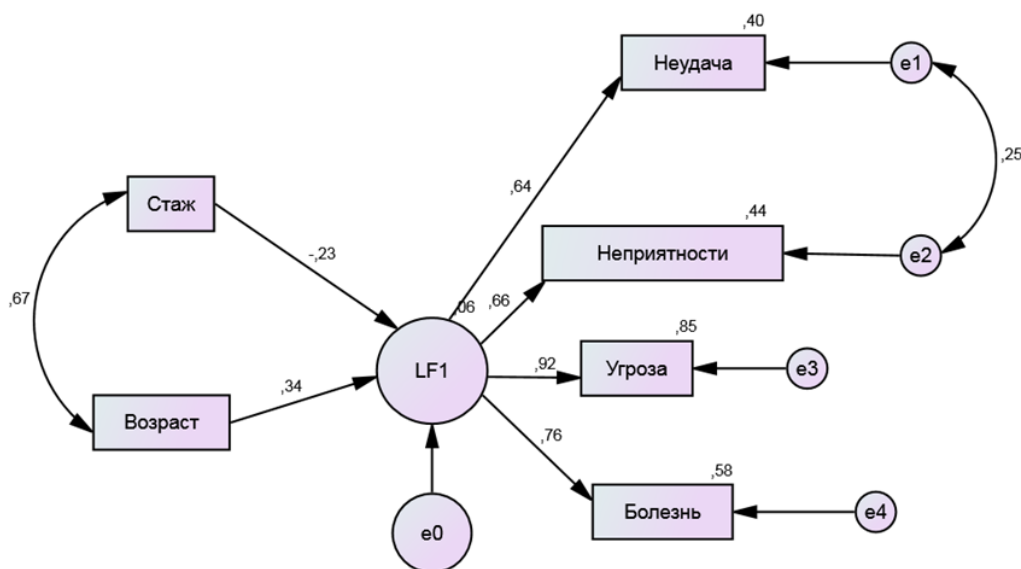 ,40
Неудача
e1
,25
,64
Стаж
,44
Неприятности
e2
-,23
,67
,06
,66
,85
LF1
,92
Угроза
e3
,34
Возраст
,76
,58
Болезнь
e4
e0